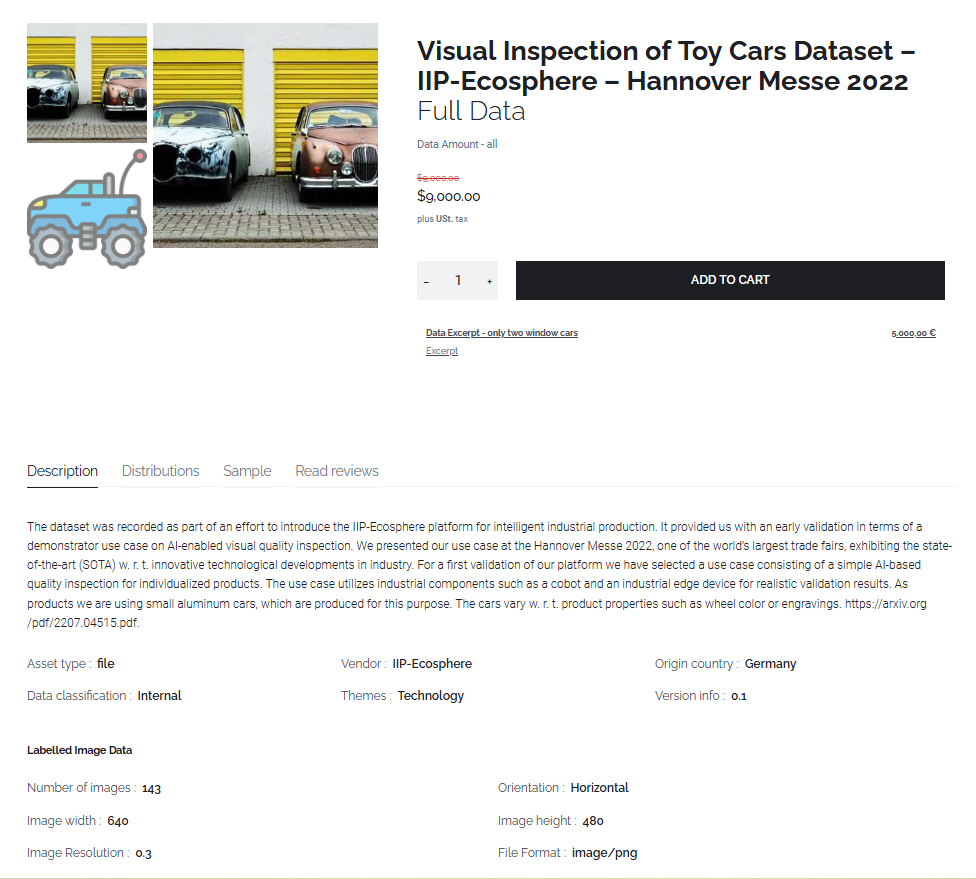 Visual Inspection of Toy Cars Dataset –
IIP-Ecosphere – Hannover Messe 2022
Full Data
Data Amount - all
$9,000.00
$9,000.00
plus USt. tax
- 1 +
ADD TO CART
Data Excerpt - only two window cars 5.000,00 €
Excerpt
Description Distributions Sample Read reviews
The dataset was recorded as part of an effort to introduce the IIP-Ecosphere platform for intelligent industrial production. It provided us with an early validation in terms of a
demonstrator use case on AI-enabled visual quality inspection. We presented our use case at the Hannover Messe 2022, one of the world's largest trade fairs, exhibiting the state-
of-the-art (SOTA) w. r. t. innovative technological developments in industry. For a first validation of our platform we have selected a use case consisting of a simple AI-based
quality inspection for individualized products. The use case utilizes industrial components such as a cobot and an industrial edge device for realistic validation results. As
products we are using small aluminum cars, which are produced for this purpose. The cars vary w. r. t. product properties such as wheel color or engravings. https://arxiv.org
/pdf/2207.04515.pdf.
Asset type : file Vendor : IIP-Ecosphere Origin country : Germany
Data classification : Internal Themes : Technology Version info : 0.1
Labelled Image Data
Number of images : 143 Orientation : Horizontal
Image width : 640 Image height : 480
Image Resolution : 0.3 File Format : image/png